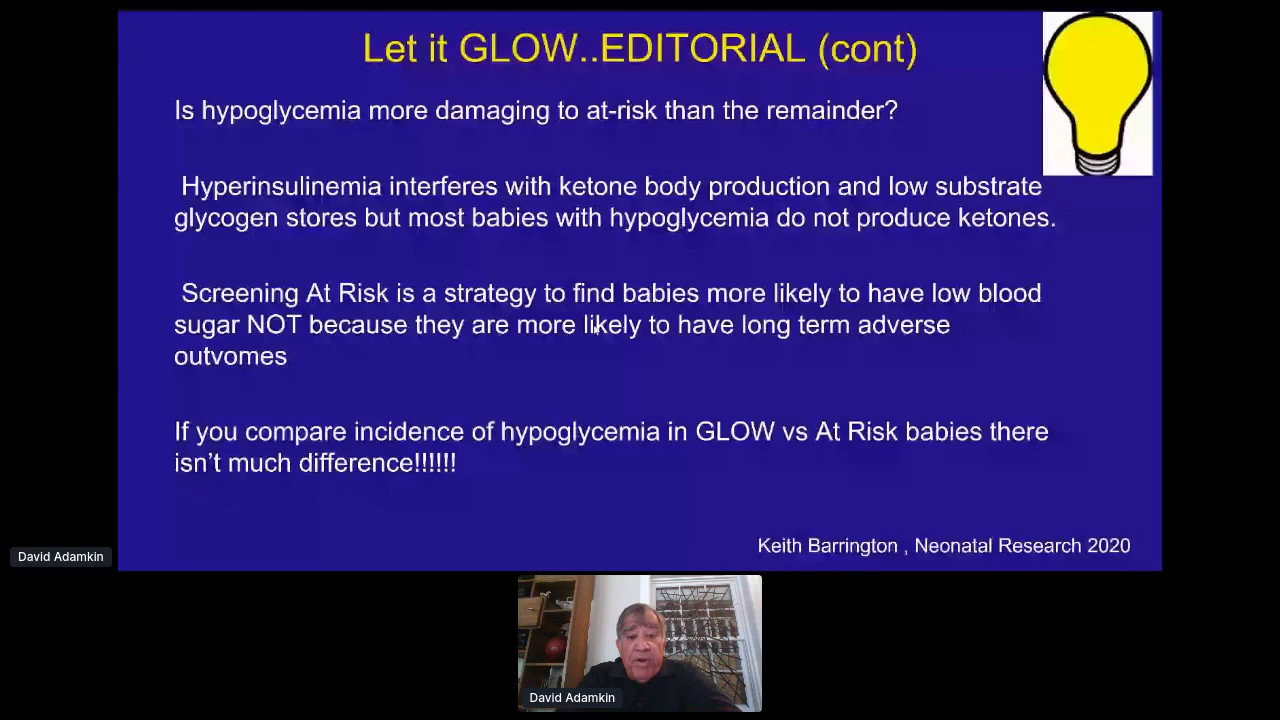 Let it GLOW..EDITORIAL (cont)
Is hypoglycemia more damaging to at-risk than the remainder?
Hyperinsulinemia interferes with ketone body production and low substrate
glycogen stores but most babies with hypoglycemia do not produce ketones.
Screening At Risk is a strategy to find babies more likely to have low blood
sugar NOT because they are more likely to have long term adverse
outvomes
If you compare incidence of hypoglycemia in GLOW vs At Risk babies there
isn't much difference!!!!!!
Keith Barrington , Neonatal Research 2020
David Adamkin
David Adamkin